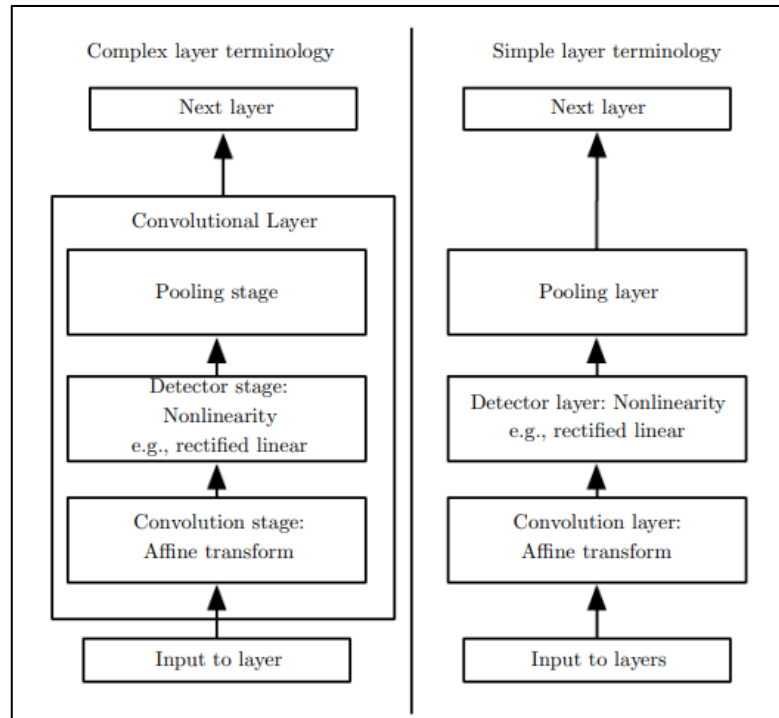 Complex layer terminology
Next layer
Convolutional Layer
Pooling stage
Detector stage:
Nonlinearity
e.g., rectified linear
Convolution stage:
Affine transform
Input to layer
Simple layer terminology
Next layer
Pooling layer
Detector layer: Nonlinearity
e.g., rectified linear
Convolution layer:
Affine transform
Input to layers